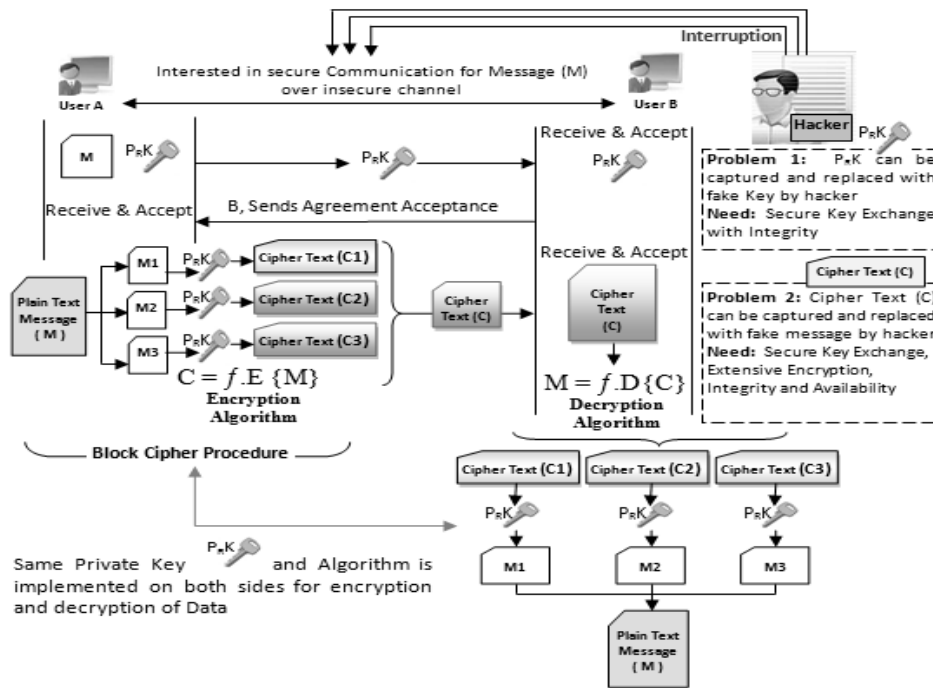 Interruption
Interested in secure Communication for Message (M)
over insecure channel
User A
User B
Hacker
M
PRK
PRK
Receive & Accept
PRK
PRK
Receive & Accept
B, Sends Agreement Acceptance
Problem 1: PRK can be
captured and replaced with
fake Key by hacker
Need: Secure Key Exchange
with Integrity
Receive & Accept
Plain Text
Message
( M )
M1
PRK
Cipher Text (C1)
M2
PRK
Cipher Text (C2)
M3
PRK
Cipher Text (C3)
Cipher
Text (C)
Cipher
Text
(C)
Cipher Text (C)
Problem 2: Cipher Text (C)
can be captured and replaced
with fake message by hacker
Need: Secure Key Exchange,
Extensive Encryption,
Integrity and Availability
C = f.E {M}
Encryption
Algorithm
M = f.D{C}
Decryption
Algorithm
Block Cipher Procedure
Cipher Text (C1)
Cipher Text (C2)
Cipher Text (C3)
PRK
PRK
PRK
M1
M2
M3
Plain Text
Message
( M )
Same Private Key PRK and Algorithm is
implemented on both sides for encryption
and decryption of Data